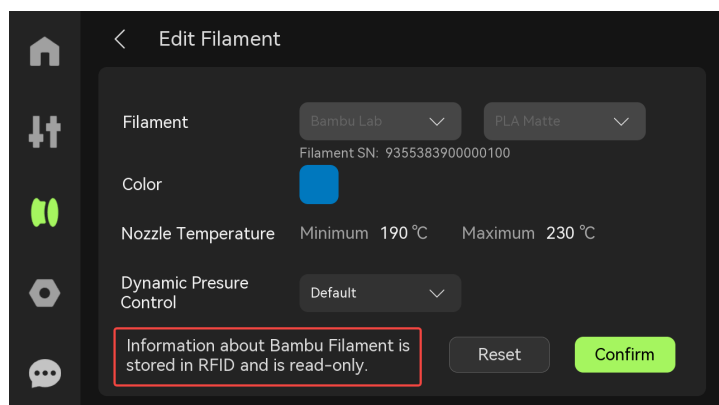 Edit Filament
Filament
Bambu Lab
PLA Matte
Filament SN: 9355383900000100
Color
Nozzle Temperature
Minimum 190 ℃
Maximum 230 ℃
Dynamic Presure
Control
Default
Information about Bambu Filament is
stored in RFID and is read-only.
Reset
Confirm